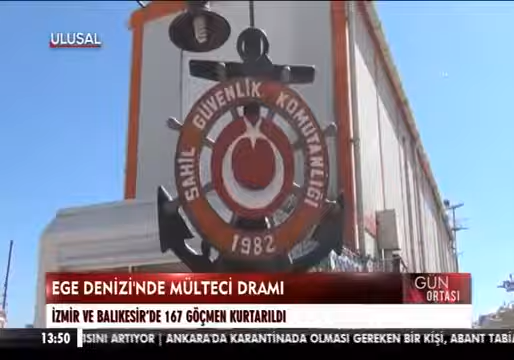 ULUSAL
SAHİL GÜVENLİK KOMUTANLIĞI
1982
EGE DENİZİ'NDE MÜLTECİ DRAMI
GÜN
ORTASI
İZMİR VE BALIKESİR'DE 167 GÖÇMEN KURTARILDI
13:50 ISINI ARTIYOR | ANKARA'DA KARANTİNADA OLMASI GEREKEN BİR KİŞİ, ABANT TABİA